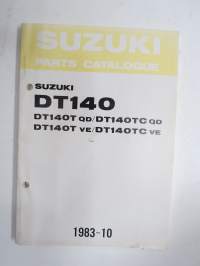 SUZUKI
PARTS CATALOGUE
SUZUKI
DT140
DT140T QD/DT140TC QD
DT140T VE/DT140TC VE
1983-10